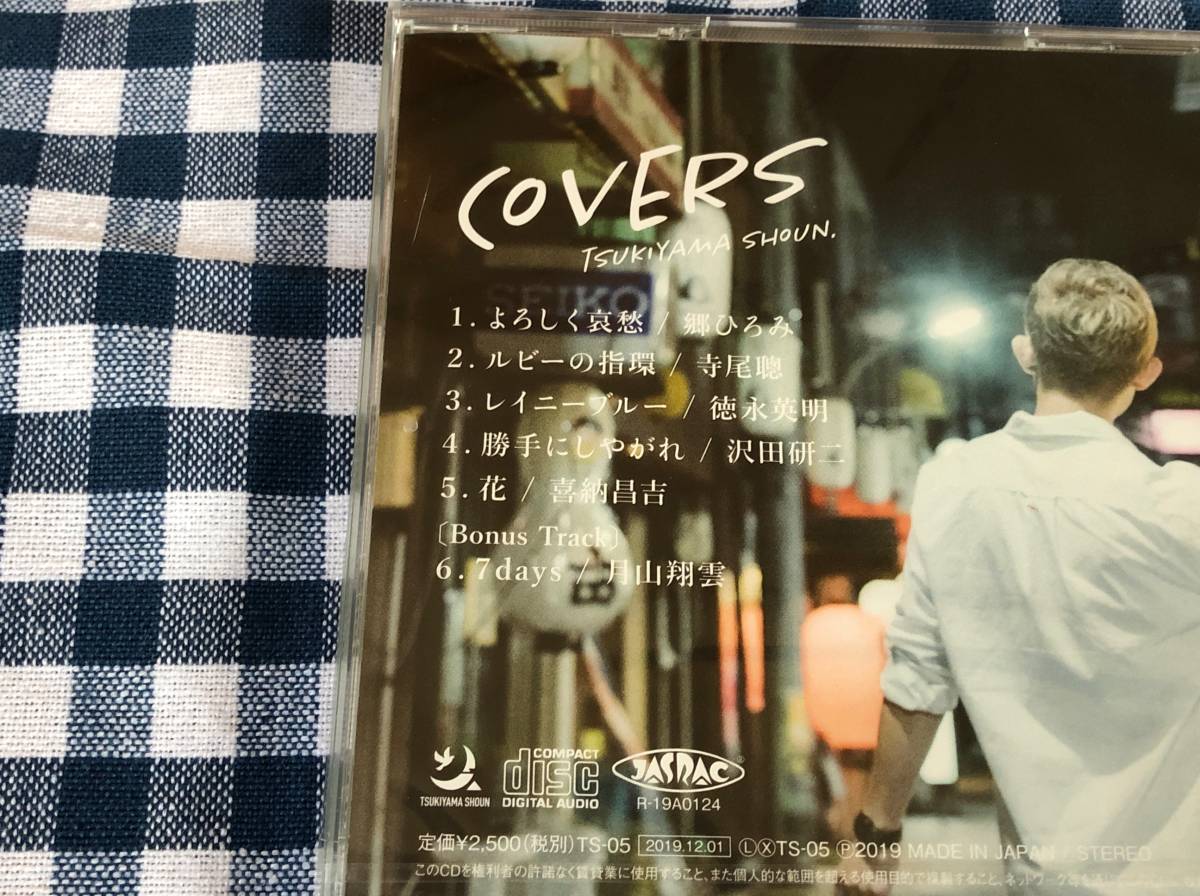 COVERS
TSUKIYAMA SHOUN.
SEIKO
1. よろしく哀愁 / 郷ひろみ
2. ルビーの指環 / 寺尾聰
3. レイニーブルー / 徳永英明
4. 勝手にしやがれ / 沢田研二
5. 花 / 喜納昌吉
〔Bonus Track〕
6. 7days / 月山翔雲
TSUKIYAMA SHOUN
COMPACT
disc
DIGITAL AUDIO
JASRAC
R-19A0124
定価¥2,500(税別) TS-05 2019.12.01 ⓁⓍTS-05 Ⓟ2019 MADE IN JAPAN / STEREO
このCDを権利者の許諾なく賃貸業に使用すること、また個人的な範囲を超える使用目的で複製すること、ネットワーク